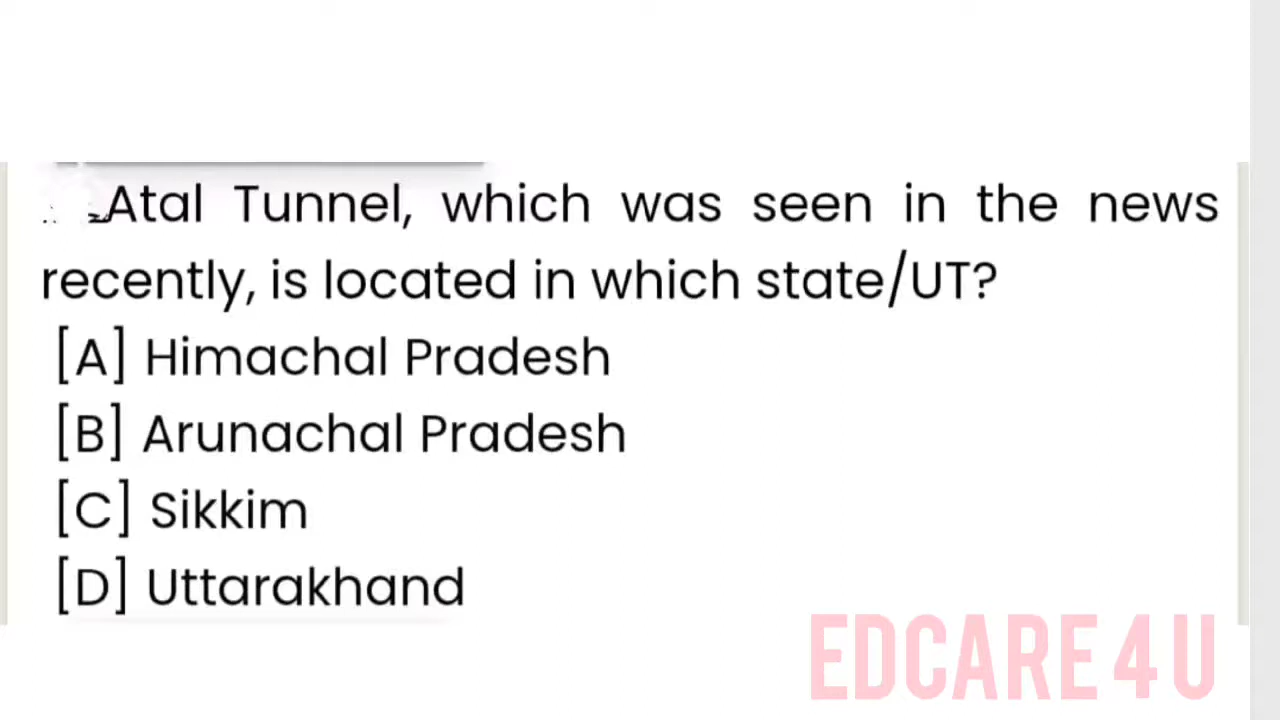 Atal Tunnel, which was seen in the news
recently, is located in which state/UT?
[A] Himachal Pradesh
[B] Arunachal Pradesh
[C] Sikkim
[D] Uttarakhand
EDCARE 4 U